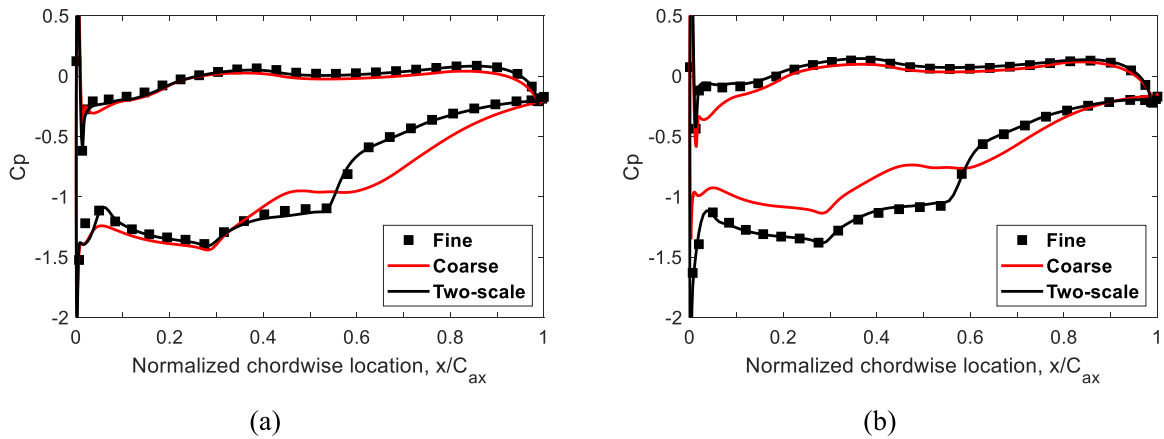 0.5
0
-0.5
-1
-1.5
-2
Cp
Fine
Coarse
Two-scale
0 0.2 0.4 0.6 0.8 1
Normalized chordwise location, x/Cax
(a)
0.5
0
-0.5
-1
-1.5
-2
Cp
Fine
Coarse
Two-scale
0 0.2 0.4 0.6 0.8 1
Normalized chordwise location, x/Cax
(b)